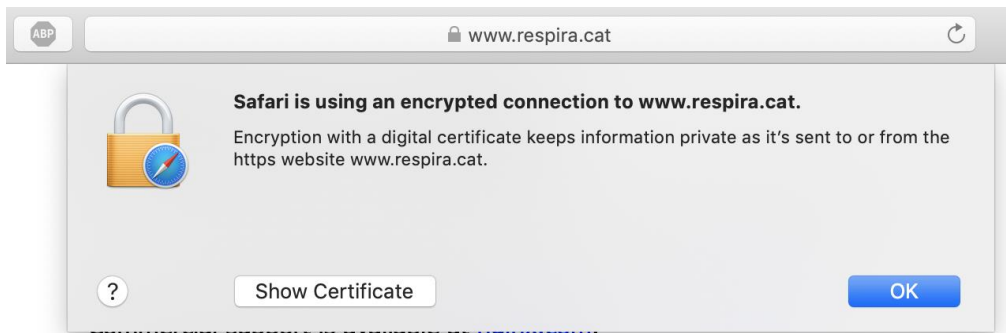 ABP
www.respira.cat
Safari is using an encrypted connection to www.respira.cat.
Encryption with a digital certificate keeps information private as it's sent to or from the
https website www.respira.cat.
?
Show Certificate
OK